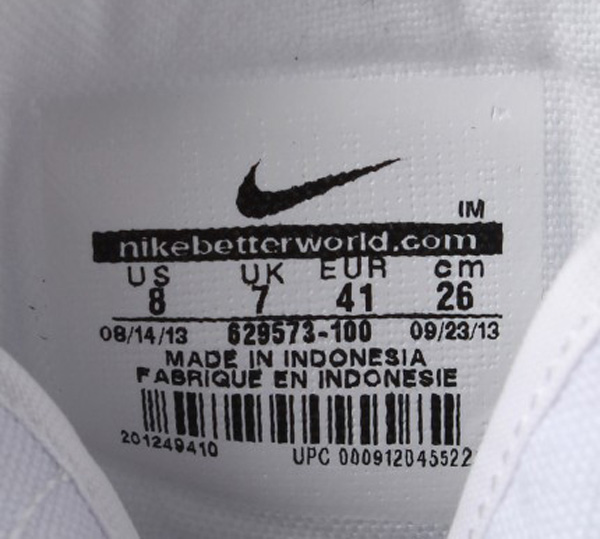 IM
nikebetterworld.com
US UK EUR cm
8 7 41 26
08/14/13 629573-100 09/23/13
MADE IN INDONESIA
FABRIQUE EN INDONESIE
201249410
UPC 000912045522